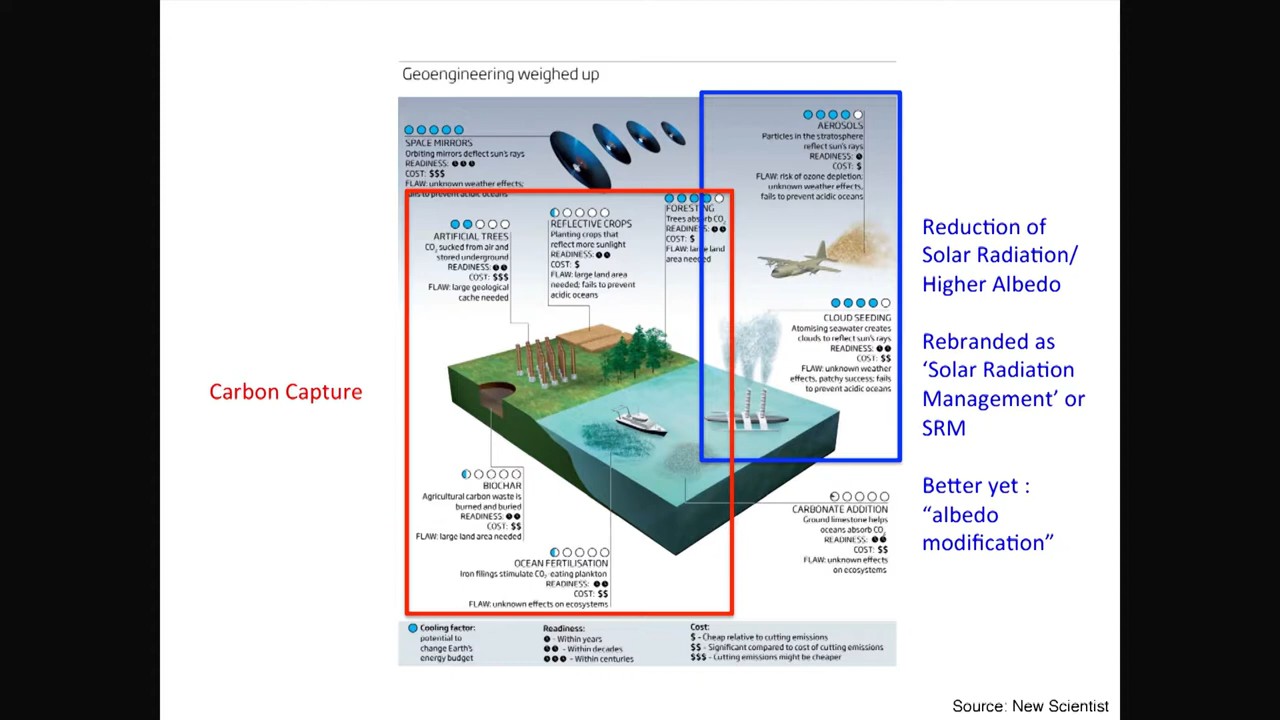 Geoengineering weighed up
SPACE MIRRORS
Orbiting mirrors deflect sun's rays
READINESS:
COST: $$$
FLAW: unknown weather effects;
fails to prevent acidic oceans
AEROSOLS
Particles in the stratosphere
reflect sun's rays
READINESS:
COST: $
FLAW: risk of ozone depletion,
unknown weather effects,
fails to prevent acidic oceans
ARTIFICIAL TREES
CO₂ sucked from air and
stored underground
READINESS:
COST: $$$
FLAW: large geological
cache needed
REFLECTIVE CROPS
Planting crops that
reflect more sunlight
READINESS:
COST: $
FLAW: large land area
needed; fails to prevent
acidic oceans
FORESTING
Trees absorb CO₂
READINESS:
COST: $
FLAW: large land
area needed
CLOUD SEEDING
Atomising seawater creates
clouds to reflect sun's rays
READINESS:
COST: $$
FLAW: unknown weather
effects, patchy success; fails
to prevent acidic oceans
BIOCHAR
Agricultural carbon waste is
burned and buried
READINESS:
COST: $$
FLAW: large land area needed
OCEAN FERTILISATION
Iron filings stimulate CO₂-eating plankton
READINESS:
COST: $$
FLAW: unknown effects on ecosystems
CARBONATE ADDITION
Ground limestone helps
oceans absorb CO₂
READINESS:
COST: $$
FLAW: unknown effects
on ecosystems
Cooling factor:
potential to
change Earth's
energy budget
Readiness:
- Within years
- Within decades
- Within centuries
Cost:
$ - Cheap relative to cutting emissions
$$ - Significant compared to cost of cutting emissions
$$$ - Cutting emissions might be cheaper
Carbon Capture
Reduction of
Solar Radiation/
Higher Albedo
Rebranded as
‘Solar Radiation
Management’ or
SRM
Better yet :
“albedo
modification”
Source: New Scientist